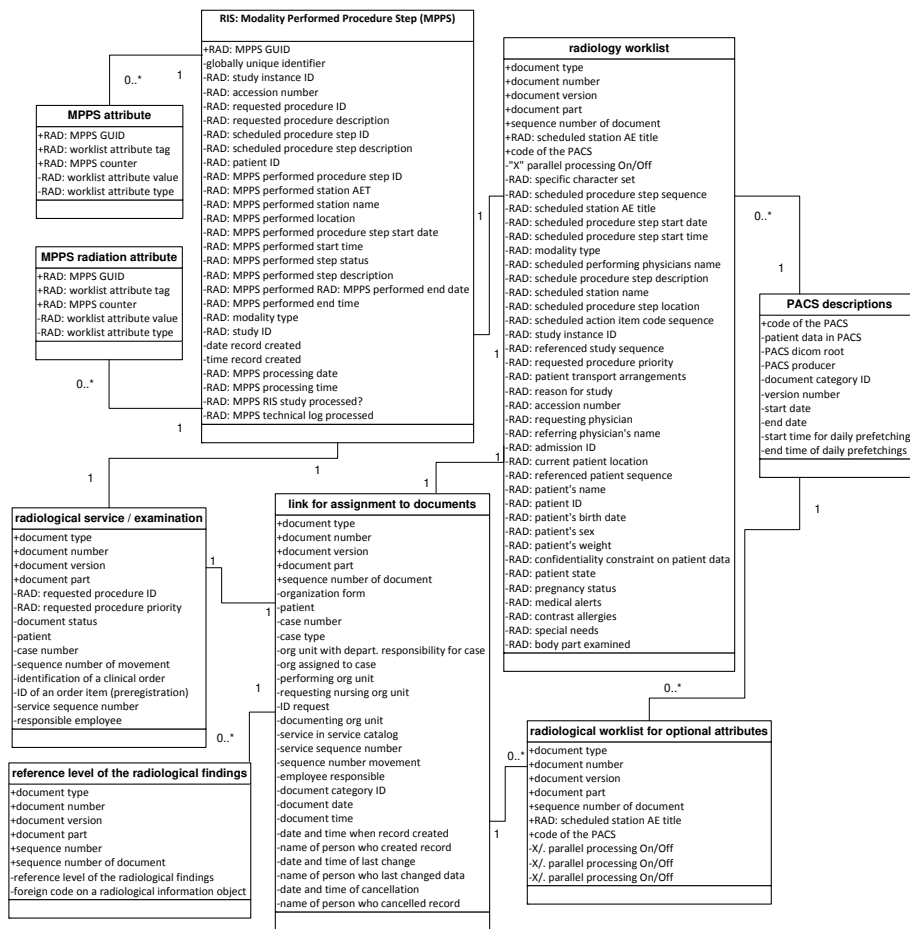 RIS: Modality Performed Procedure Step (MPPS)
+RAD: MPPS GUID
-globally unique identifier
-RAD: study instance ID
-RAD: accession number
-RAD: requested procedure ID
-RAD: requested procedure description
-RAD: scheduled procedure step ID
-RAD: scheduled procedure step description
-RAD: patient ID
-RAD: MPPS performed procedure step ID
-RAD: MPPS performed station AET
-RAD: MPPS performed station name
-RAD: MPPS performed location
-RAD: MPPS performed procedure step start date
-RAD: MPPS performed start time
-RAD: MPPS performed step status
-RAD: MPPS performed step description
-RAD: MPPS performed RAD: MPPS performed end date
-RAD: MPPS performed end time
-RAD: modality type
-RAD: study ID
-date record created
-time record created
-RAD: MPPS processing date
-RAD: MPPS processing time
-RAD: MPPS RIS study processed?
-RAD: MPPS technical log processed
1
0..*
MPPS attribute
+RAD: MPPS GUID
+RAD: worklist attribute tag
+RAD: MPPS counter
-RAD: worklist attribute value
-RAD: worklist attribute type
MPPS radiation attribute
+RAD: MPPS GUID
+RAD: worklist attribute tag
+RAD: MPPS counter
-RAD: worklist attribute value
-RAD: worklist attribute type
0..*
1
radiology worklist
+document type
+document number
+document version
+document part
+sequence number of document
+RAD: scheduled station AE title
+code of the PACS
-"X" parallel processing On/Off
-RAD: specific character set
-RAD: scheduled procedure step sequence
-RAD: scheduled station AE title
-RAD: scheduled procedure step start date
-RAD: scheduled procedure step start time
-RAD: modality type
-RAD: scheduled performing physicians name
-RAD: schedule procedure step description
-RAD: scheduled station name
-RAD: scheduled procedure step location
-RAD: scheduled action item code sequence
-RAD: study instance ID
-RAD: referenced study sequence
-RAD: requested procedure priority
-RAD: patient transport arrangements
-RAD: reason for study
-RAD: accession number
-RAD: requesting physician
-RAD: referring physician's name
-RAD: admission ID
-RAD: current patient location
-RAD: referenced patient sequence
-RAD: patient's name
-RAD: patient ID
-RAD: patient's birth date
-RAD: patient's sex
-RAD: patient's weight
-RAD: confidentiality constraint on patient data
-RAD: patient state
-RAD: pregnancy status
-RAD: medical alerts
-RAD: contrast allergies
-RAD: special needs
-RAD: body part examined
1
1
0..*
1
PACS descriptions
+code of the PACS
-patient data in PACS
-PACS dicom root
-PACS producer
-document category ID
-version number
-start date
-end date
-start time for daily prefetching
-end time of daily prefetchings
1
0..*
1
1
1
1
radiological service / examination
+document type
+document number
+document version
+document part
-RAD: requested procedure ID
-RAD: requested procedure priority
-document status
-patient
-case number
-sequence number of movement
-identification of a clinical order
-ID of an order item (preregistration)
-service sequence number
-responsible employee
1
1
link for assignment to documents
+document type
+document number
+document version
+document part
+sequence number of document
-organization form
-patient
-case number
-case type
-org unit with depart. responsibility for case
-org assigned to case
-performing org unit
-requesting nursing org unit
-ID request
-documenting org unit
-service in service catalog
-service sequence number
-sequence number movement
-employee responsible
-document category ID
-document date
-document time
-date and time when record created
-name of person who created record
-date and time of last change
-name of person who last changed data
-date and time of cancellation
-name of person who cancelled record
1
0..*
reference level of the radiological findings
+document type
+document number
+document version
+document part
+sequence number
+sequence number of document
-reference level of the radiological findings
-foreign code on a radiological information object
0..*
1
radiological worklist for optional attributes
+document type
+document number
+document version
+document part
+sequence number of document
+RAD: scheduled station AE title
+code of the PACS
-X/. parallel processing On/Off
-X/. parallel processing On/Off
-X/. parallel processing On/Off